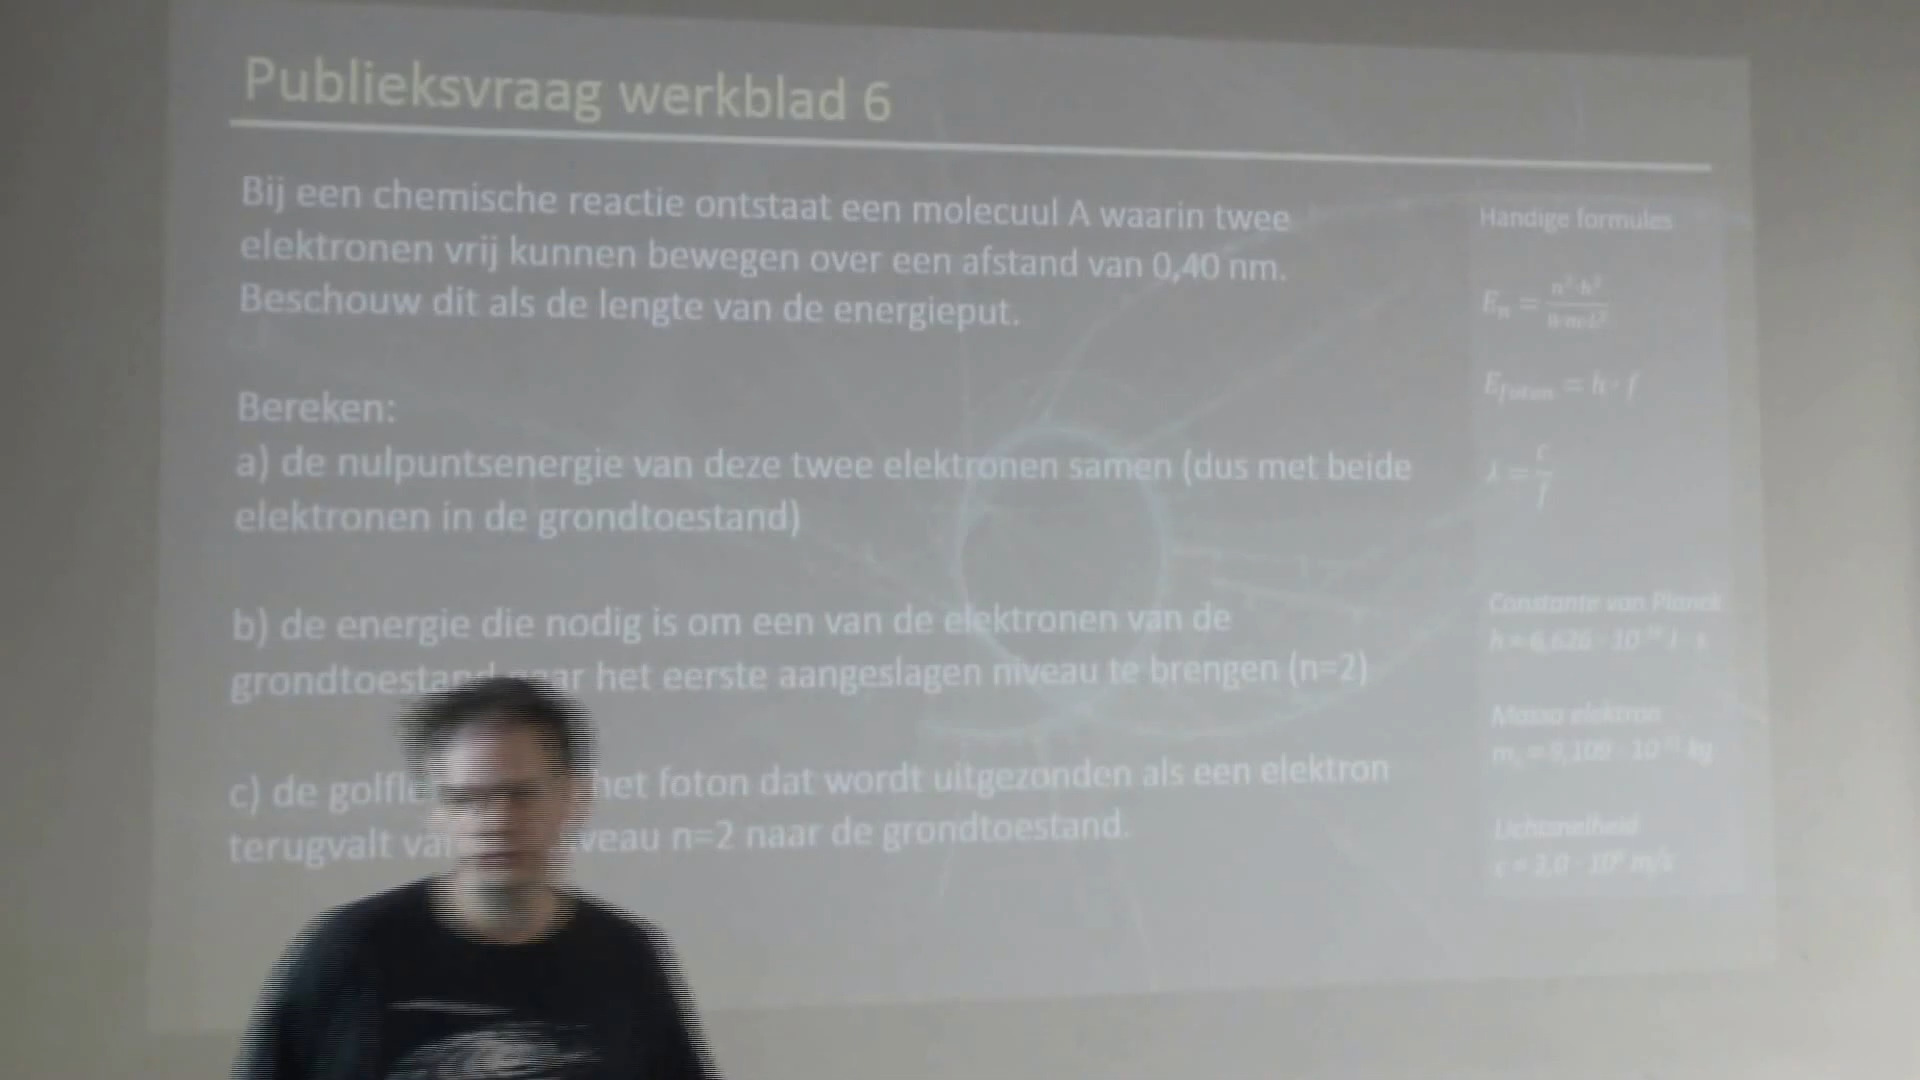 Publieksvraag werkblad 6
Bij een chemische reactie ontstaat een molecuul A waarin twee
elektronen vrij kunnen bewegen over een afstand van 0,40 nm.
Beschouw dit als de lengte van de energieput.
Bereken:
a) de nulpuntsenergie van deze twee elektronen samen (dus met beide
elektronen in de grondtoestand)
b) de energie die nodig is om een van de elektronen van de
grondtoestand naar het eerste aangeslagen niveau te brengen (n=2)
c) de het foton dat wordt uitgezonden als een elektron
terugvalt n=2 naar de grondtoestand.
Handige formules
E_foton = h · f
Constante van Planck
Massa elektron
Lichtsnelheid
c = 3,0 · 10⁸ m/s